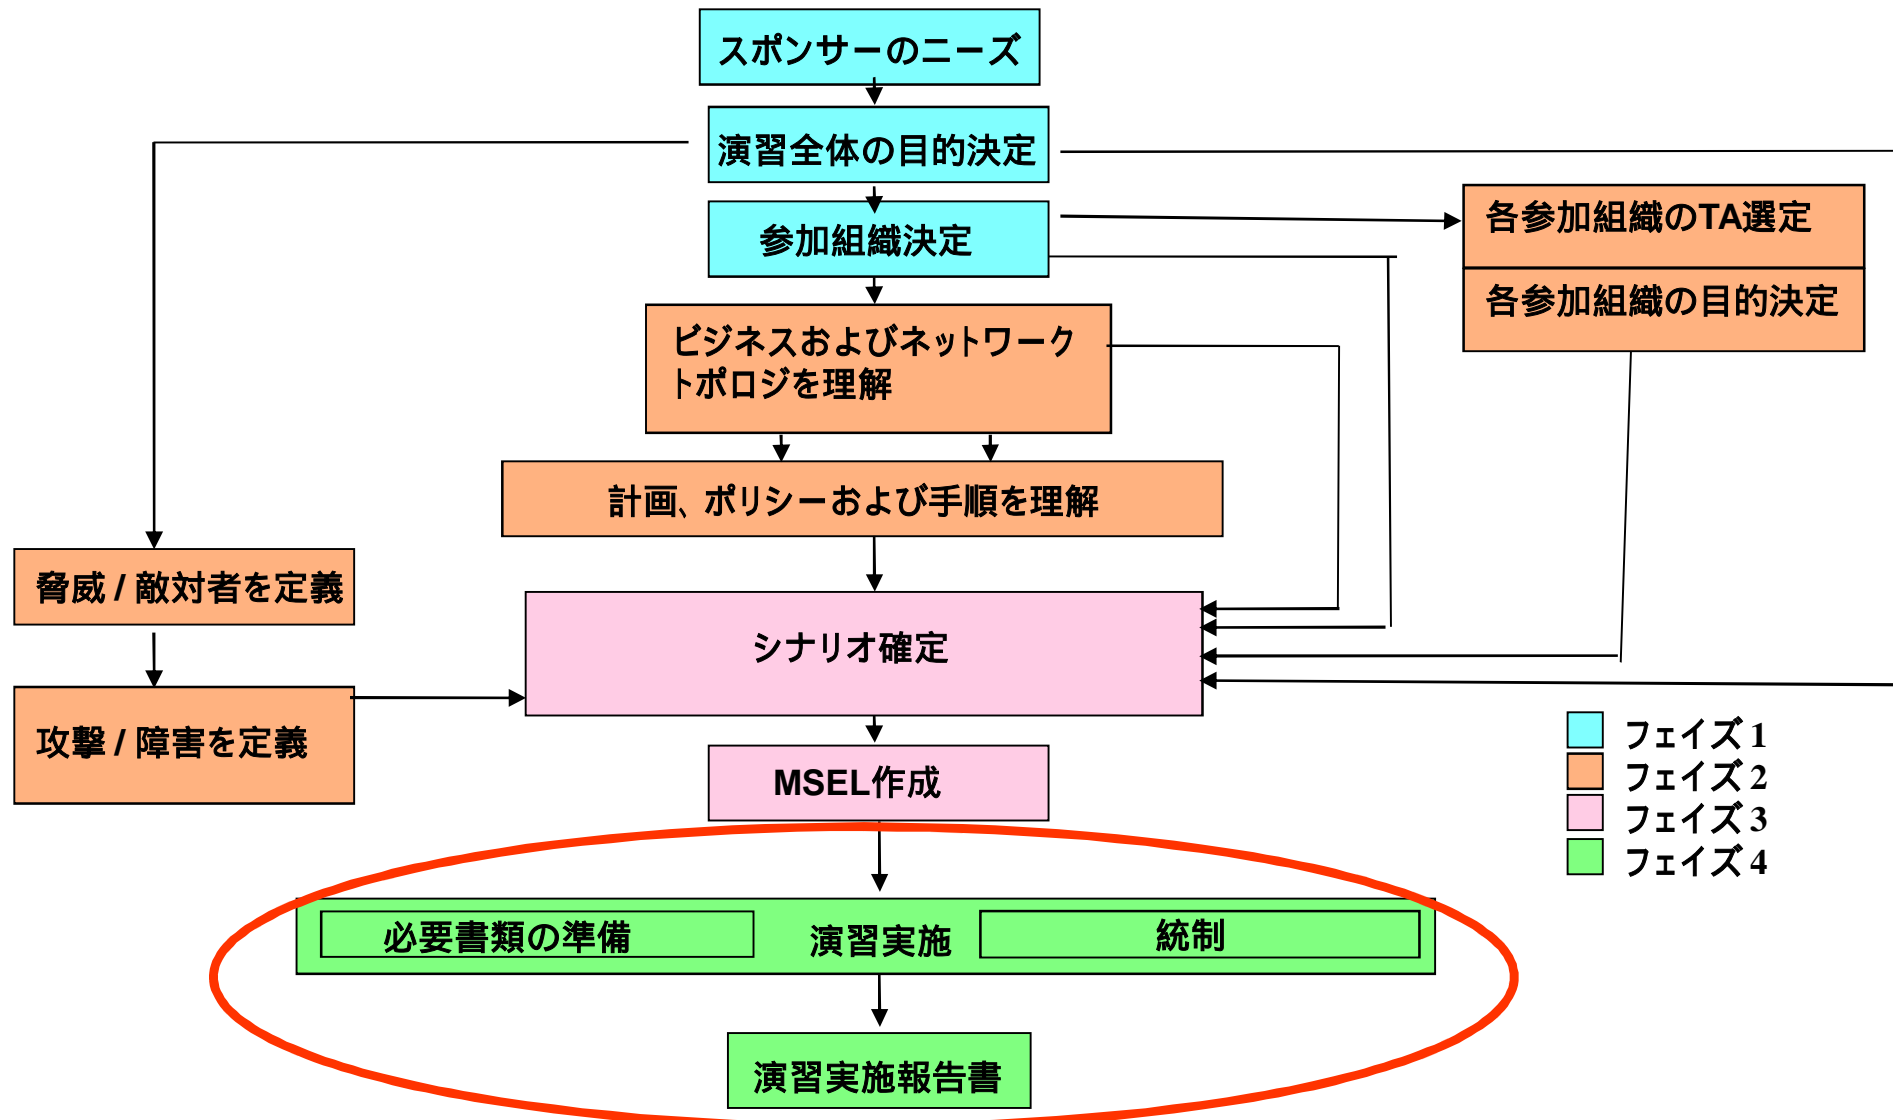 スポンサーのニーズ
演習全体の目的決定
参加組織決定
各参加組織のTA選定
各参加組織の目的決定
ビジネスおよびネットワーク
トポロジを理解
計画、ポリシーおよび手順を理解
脅威 / 敵対者を定義
シナリオ確定
攻撃 / 障害を定義
MSEL作成
フェイズ 1
フェイズ 2
フェイズ 3
フェイズ 4
必要書類の準備
演習実施
統制
演習実施報告書